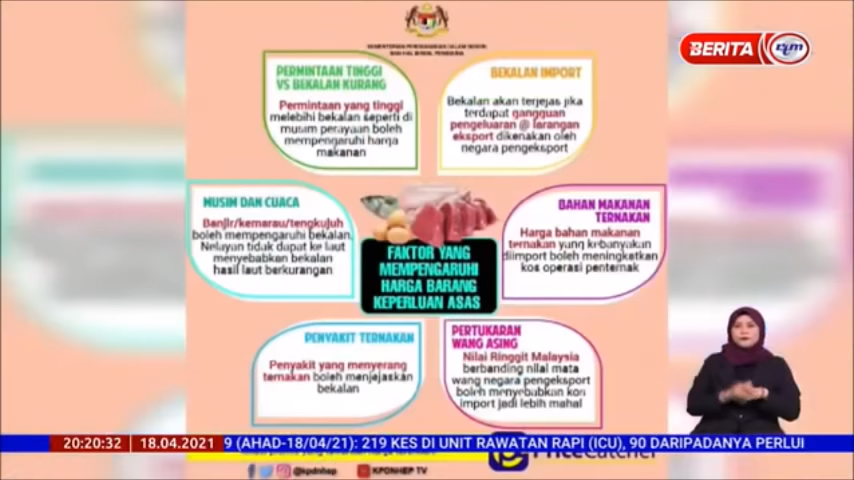 KEMENTERIAN PERDAGANGAN DALAM NEGERI
DAN HAL EHWAL PENGGUNA
BERITA RTM
PERMINTAAN TINGGI
VS BEKALAN KURANG
Permintaan yang tinggi
melebihi bekalan seperti di
musim perayaan boleh
mempengaruhi harga
makanan
BEKALAN IMPORT
Bekalan akan terjejas jika
terdapat gangguan
pengeluaran @ larangan
eksport dikenakan oleh
negara pengeksport
MUSIM DAN CUACA
Banjir/kemarau/tengkujuh
boleh mempengaruhi bekalan.
Nelayan tidak dapat ke laut
menyebabkan bekalan
hasil laut berkurangan
FAKTOR YANG
MEMPENGARUHI
HARGA BARANG
KEPERLUAN ASAS
BAHAN MAKANAN
TERNAKAN
Harga bahan makanan
ternakan yang kebanyakan
diimport boleh meningkatkan
kos operasi penternak
PENYAKIT TERNAKAN
Penyakit yang menyerang
ternakan boleh menjejaskan
bekalan
PERTUKARAN
WANG ASING
Nilai Ringgit Malaysia
berbanding nilai mata
wang negara pengeksport
boleh menyebabkan kos
import jadi lebih mahal
20:20:32 18.04.2021 9 (AHAD-18/04/21): 219 KES DI UNIT RAWATAN RAPI (ICU), 90 DARIPADANYA PERLUI
@kpdnhep KPDNHEP TV
PriceCatcher